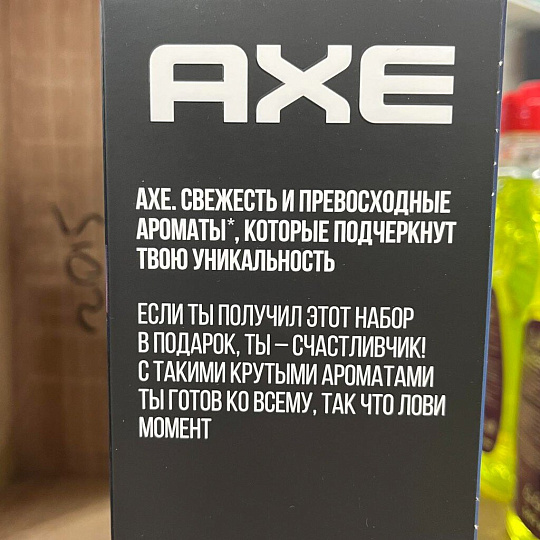 AXE
AXE. СВЕЖЕСТЬ И ПРЕВОСХОДНЫЕ
АРОМАТЫ*, КОТОРЫЕ ПОДЧЕРКНУТ
ТВОЮ УНИКАЛЬНОСТЬ
ЕСЛИ ТЫ ПОЛУЧИЛ ЭТОТ НАБОР
В ПОДАРОК, ТЫ – СЧАСТЛИВЧИК!
С ТАКИМИ КРУТЫМИ АРОМАТАМИ
ТЫ ГОТОВ КО ВСЕМУ, ТАК ЧТО ЛОВИ
МОМЕНТ